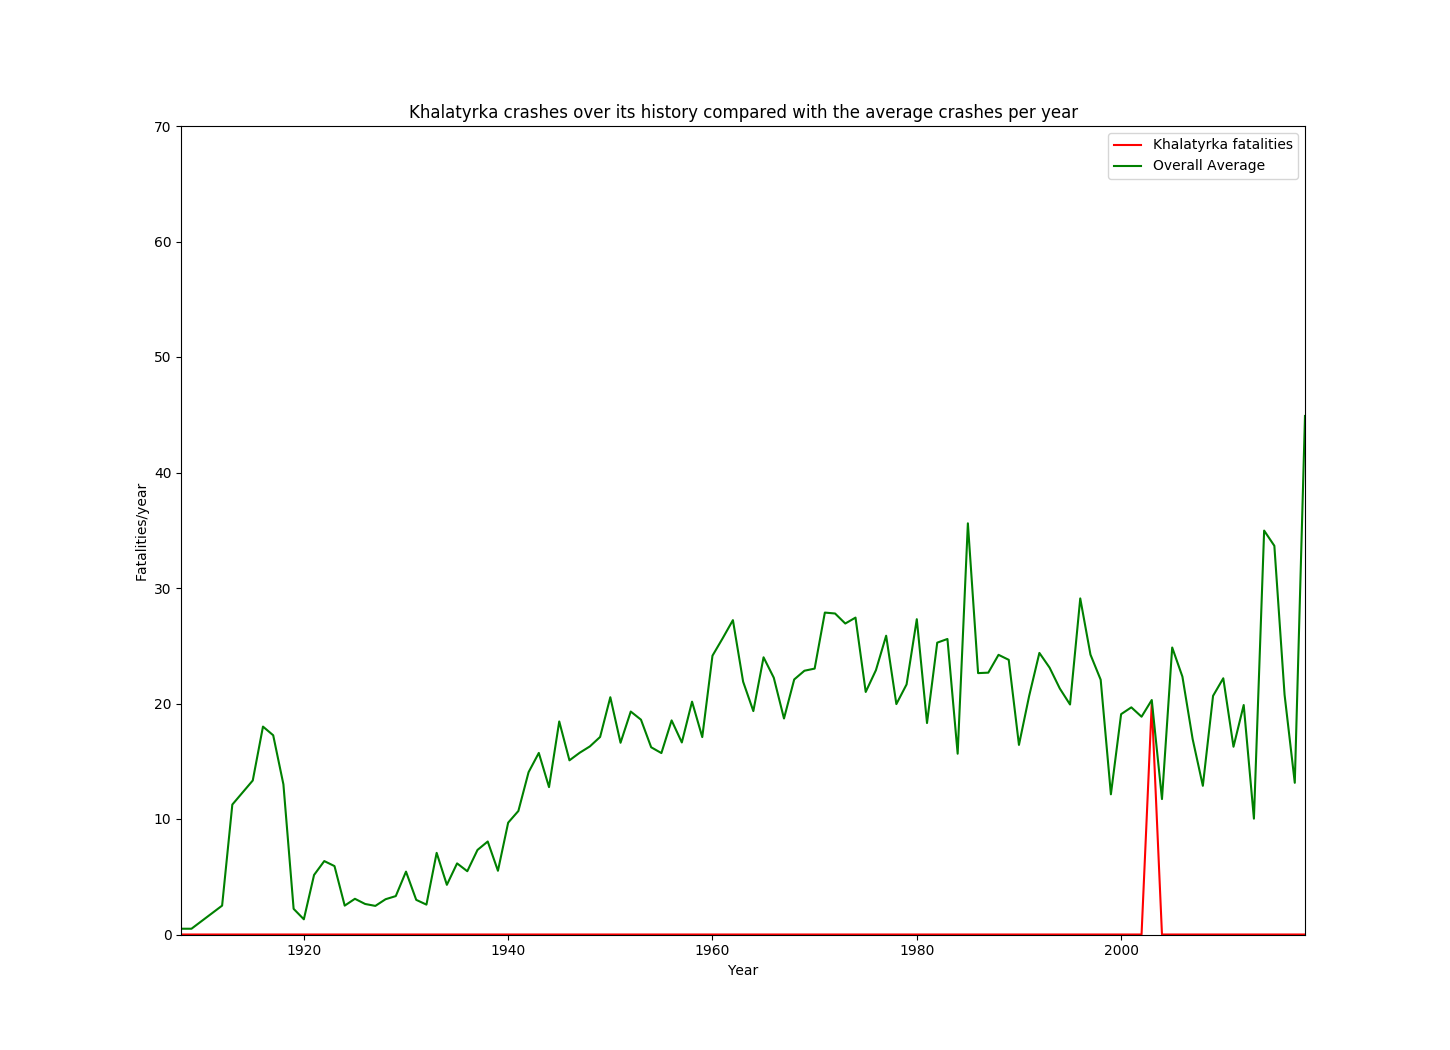 Khalatyrka crashes over its history compared with the average crashes per year
Khalatyrka fatalities
Overall Average
70
60
50
40
30
20
10
0
Fatalities/year
1920 1940 1960 1980 2000
Year